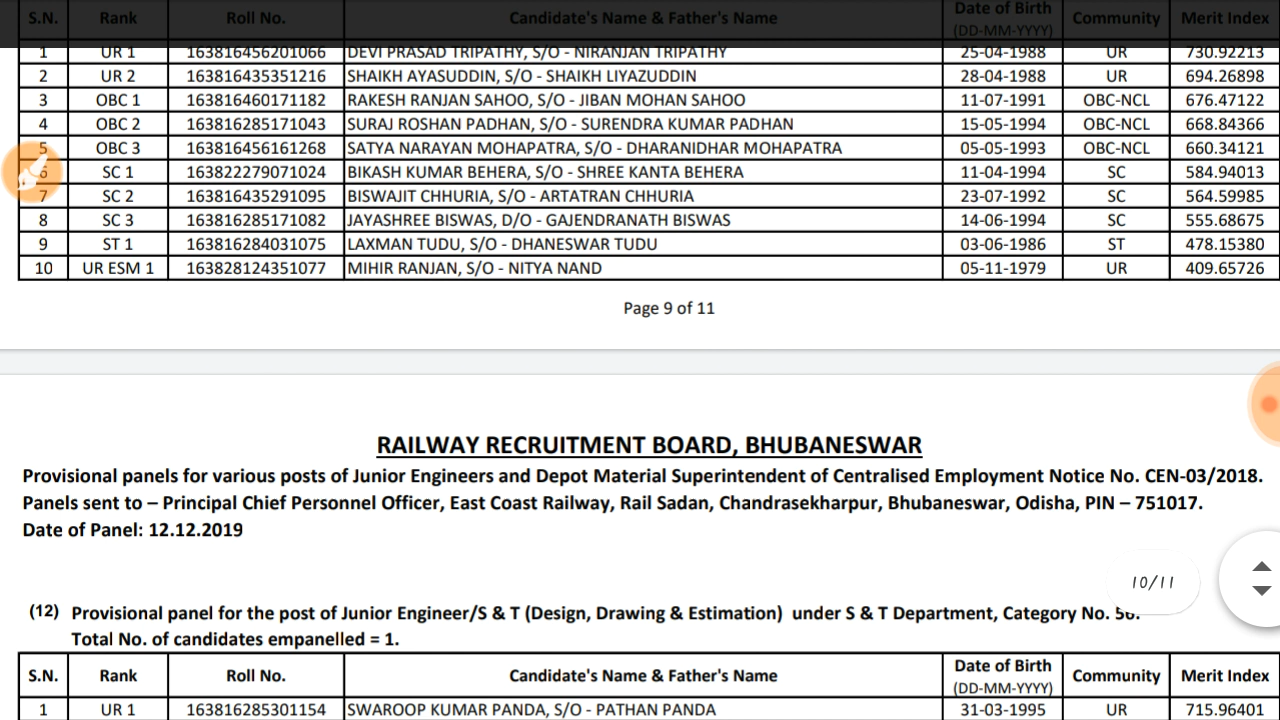 S.N. Rank Roll No. Candidate's Name & Father's Name Date of Birth (DD-MM-YYYY) Community Merit Index
1 UR 1 163816456201066 DEVI PRASAD TRIPATHY, S/O - NIRANJAN TRIPATHY 25-04-1988 UR 730.92213
2 UR 2 163816435351216 SHAIKH AYASUDDIN, S/O - SHAIKH LIYAZUDDIN 28-04-1988 UR 694.26898
3 OBC 1 163816460171182 RAKESH RANJAN SAHOO, S/O - JIBAN MOHAN SAHOO 11-07-1991 OBC-NCL 676.47122
4 OBC 2 163816285171043 SURAJ ROSHAN PADHAN, S/O - SURENDRA KUMAR PADHAN 15-05-1994 OBC-NCL 668.84366
5 OBC 3 163816456161268 SATYA NARAYAN MOHAPATRA, S/O - DHARANIDHAR MOHAPATRA 05-05-1993 OBC-NCL 660.34121
6 SC 1 163822279071024 BIKASH KUMAR BEHERA, S/O - SHREE KANTA BEHERA 11-04-1994 SC 584.94013
7 SC 2 163816435291095 BISWAJIT CHHURIA, S/O - ARTATRAN CHHURIA 23-07-1992 SC 564.59985
8 SC 3 163816285171082 JAYASHREE BISWAS, D/O - GAJENDRANATH BISWAS 14-06-1994 SC 555.68675
9 ST 1 163816284031075 LAXMAN TUDU, S/O - DHANESWAR TUDU 03-06-1986 ST 478.15380
10 UR ESM 1 163828124351077 MIHIR RANJAN, S/O - NITYA NAND 05-11-1979 UR 409.65726
Page 9 of 11
RAILWAY RECRUITMENT BOARD, BHUBANESWAR
Provisional panels for various posts of Junior Engineers and Depot Material Superintendent of Centralised Employment Notice No. CEN-03/2018.
Panels sent to – Principal Chief Personnel Officer, East Coast Railway, Rail Sadan, Chandrasekharpur, Bhubaneswar, Odisha, PIN – 751017.
Date of Panel: 12.12.2019
10/11
(12) Provisional panel for the post of Junior Engineer/S & T (Design, Drawing & Estimation) under S & T Department, Category No.
Total No. of candidates empanelled = 1.
S.N. Rank Roll No. Candidate's Name & Father's Name Date of Birth (DD-MM-YYYY) Community Merit Index
1 UR 1 163816285301154 SWAROOP KUMAR PANDA, S/O - PATHAN PANDA 31-03-1995 UR 715.96401